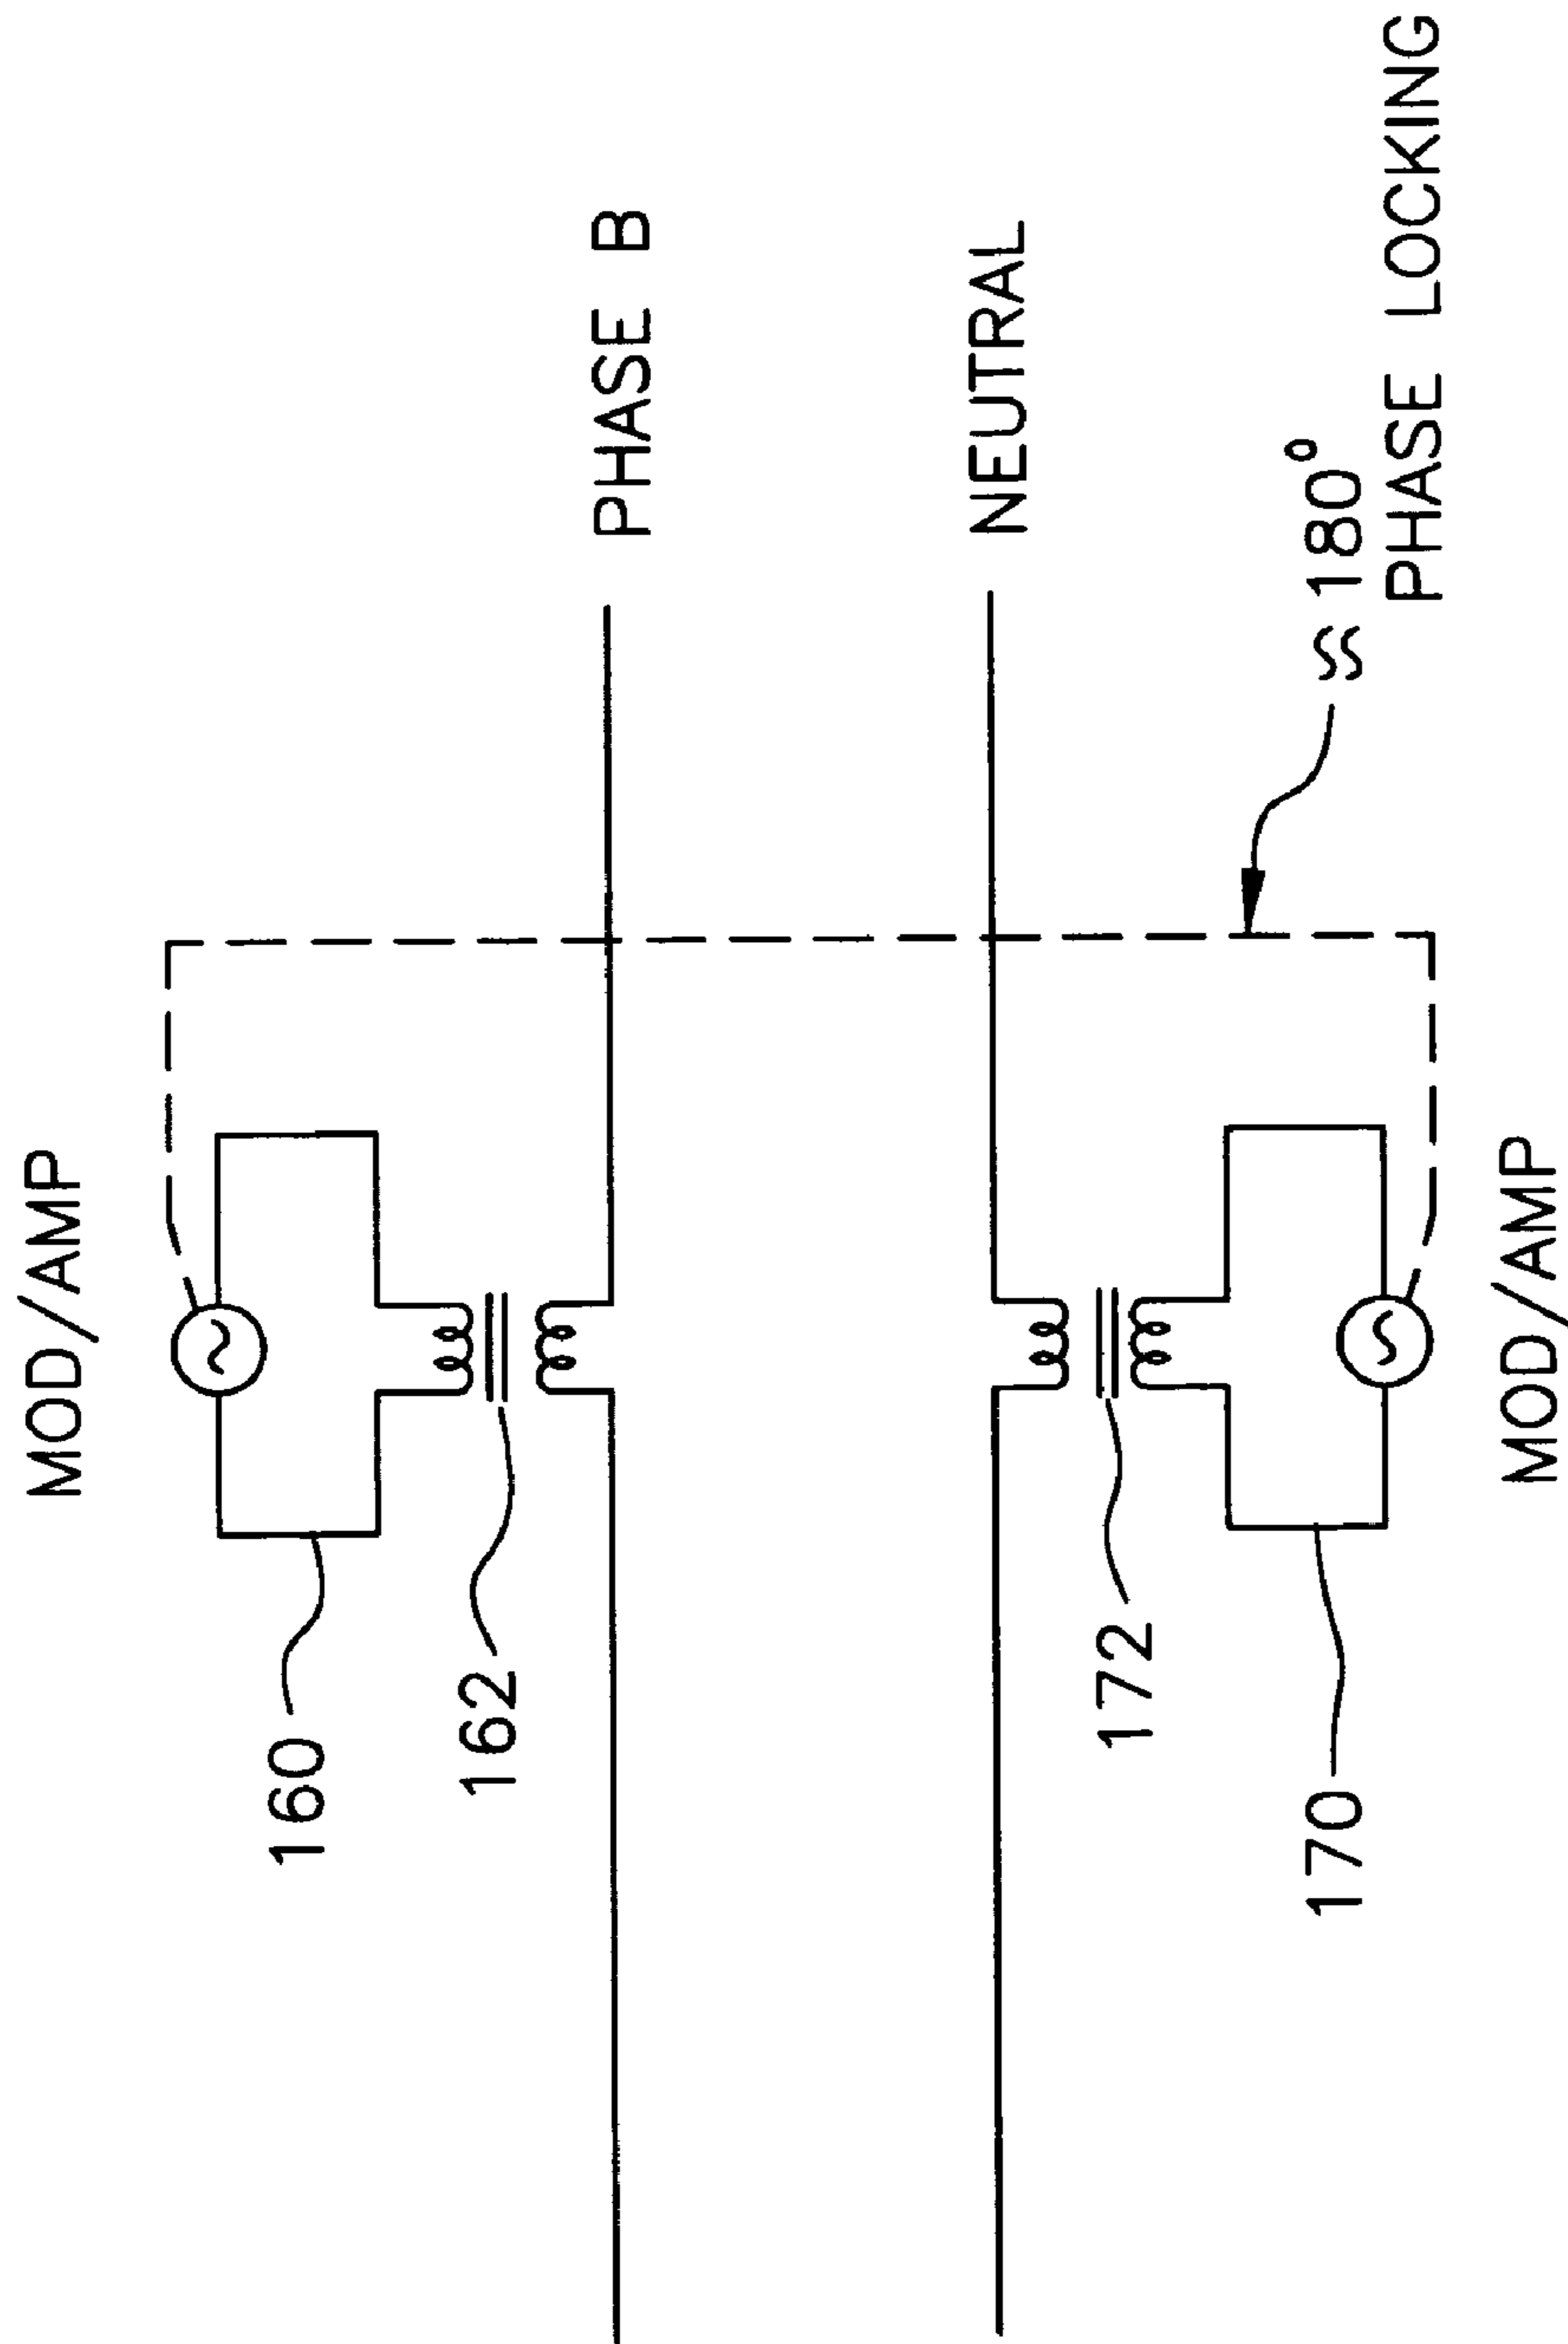 MOD/AMP
160
162
PHASE B
NEUTRAL
172
170
≈ 180°
PHASE LOCKING
MOD/AMP